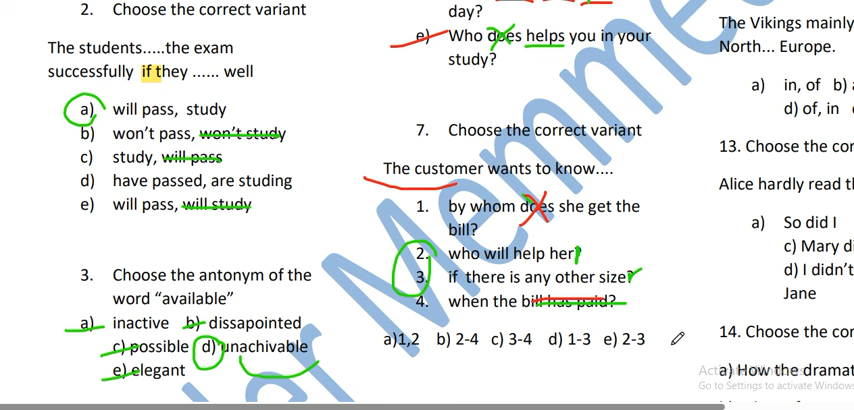 2. Choose the correct variant
The students.....the exam
successfully if they ...... well
a) will pass, study
b) won't pass, won't study
c) study, will pass
d) have passed, are studing
e) will pass, will study
3. Choose the antonym of the
word “available”
a) inactive b) dissapointed
c) possible d) unachivable
e) elegant
day?
e) Who does helps you in your
study?
7. Choose the correct variant
The customer wants to know....
1. by whom does she get the
bill?
2. who will help her?
3. if there is any other size?
4. when the bill has paid?
a)1,2 b) 2-4 c) 3-4 d) 1-3 e) 2-3
The Vikings mainly
North... Europe.
a) in, of b)
d) of, in
13. Choose the cor
Alice hardly read t
a) So did I
c) Mary di
d) I didn't
Jane
14. Choose the cor
a) How the dramat
Activate Windows
Go to Settings to activate Windows
Memme